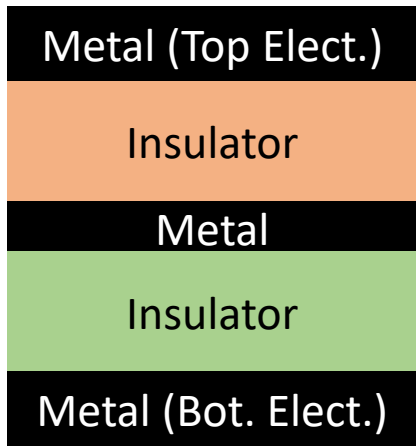 Metal (Top Elect.)
Insulator
Metal
Insulator
Metal (Bot. Elect.)